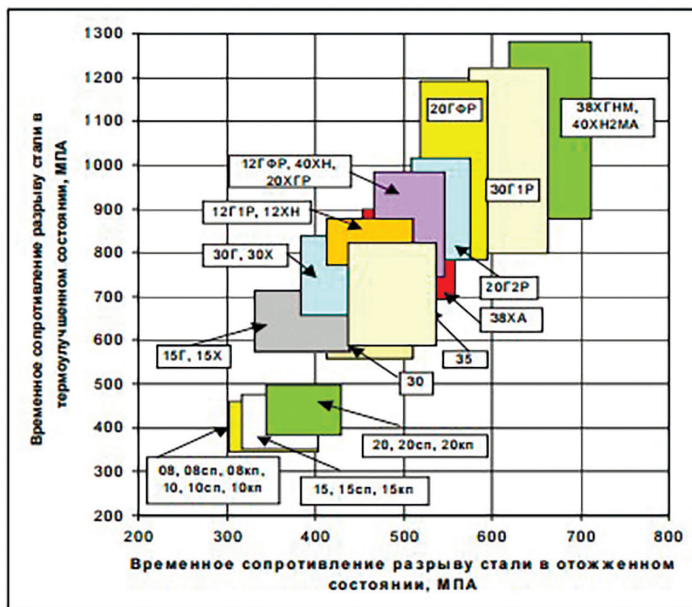 Временное сопротивление разрыву стали в
термоулучшенном состоянии, МПА
1300
1200
1100
1000
900
800
700
600
500
400
300
200
20ГФР
38ХГНМ,
40ХН2МА
12ГФР, 40ХН,
20ХГР
30Г1Р
12Г1Р, 12ХН
30Г, 30Х
20Г2Р
38ХА
15Г, 15Х
35
30
20, 20сп, 20кп
08, 08сп, 08кп,
10, 10сп, 10кп
15, 15сп, 15кп
200 300 400 500 600 700 800
Временное сопротивление разрыву стали в отожженном
состоянии, МПА